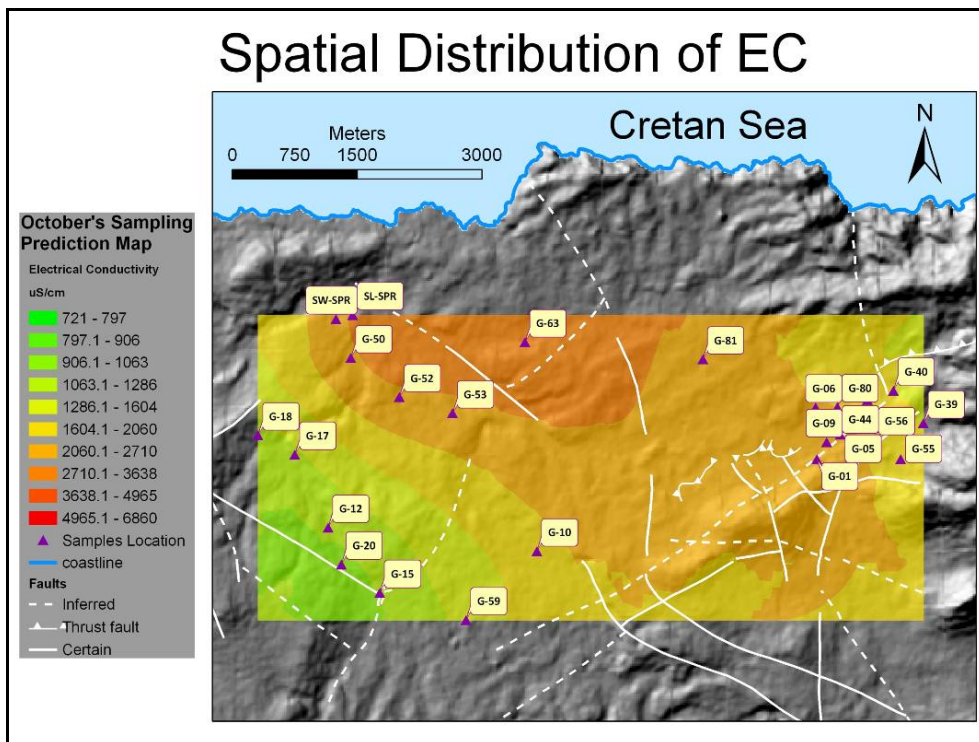 Spatial Distribution of EC
Meters
0 750 1500 3000
Cretan Sea
N
October's Sampling
Prediction Map
Electrical Conductivity
uS/cm
721 - 797
797.1 - 906
906.1 - 1063
1063.1 - 1286
1286.1 - 1604
1604.1 - 2060
2060.1 - 2710
2710.1 - 3638
3638.1 - 4965
4965.1 - 6860
Samples Location
coastline
Faults
Inferred
Thrust fault
Certain
SW-SPR
SL-SPR
G-50
G-63
G-81
G-52
G-53
G-40
G-06
G-80
G-39
G-18
G-17
G-09
G-44
G-56
G-05
G-55
G-01
G-12
G-20
G-10
G-15
G-59